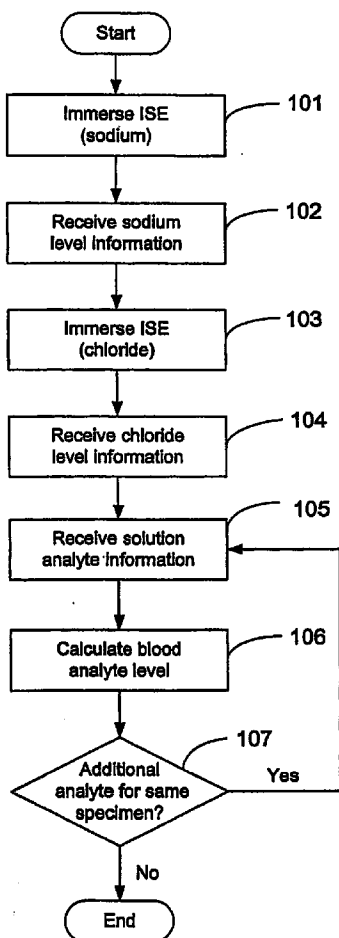 Start
Immerse ISE
(sodium)
101
Receive sodium
level information
102
Immerse ISE
(chloride)
103
Receive chloride
level information
104
Receive solution
analyte information
105
Calculate blood
analyte level
106
Additional
analyte for same
specimen?
107
Yes
No
End